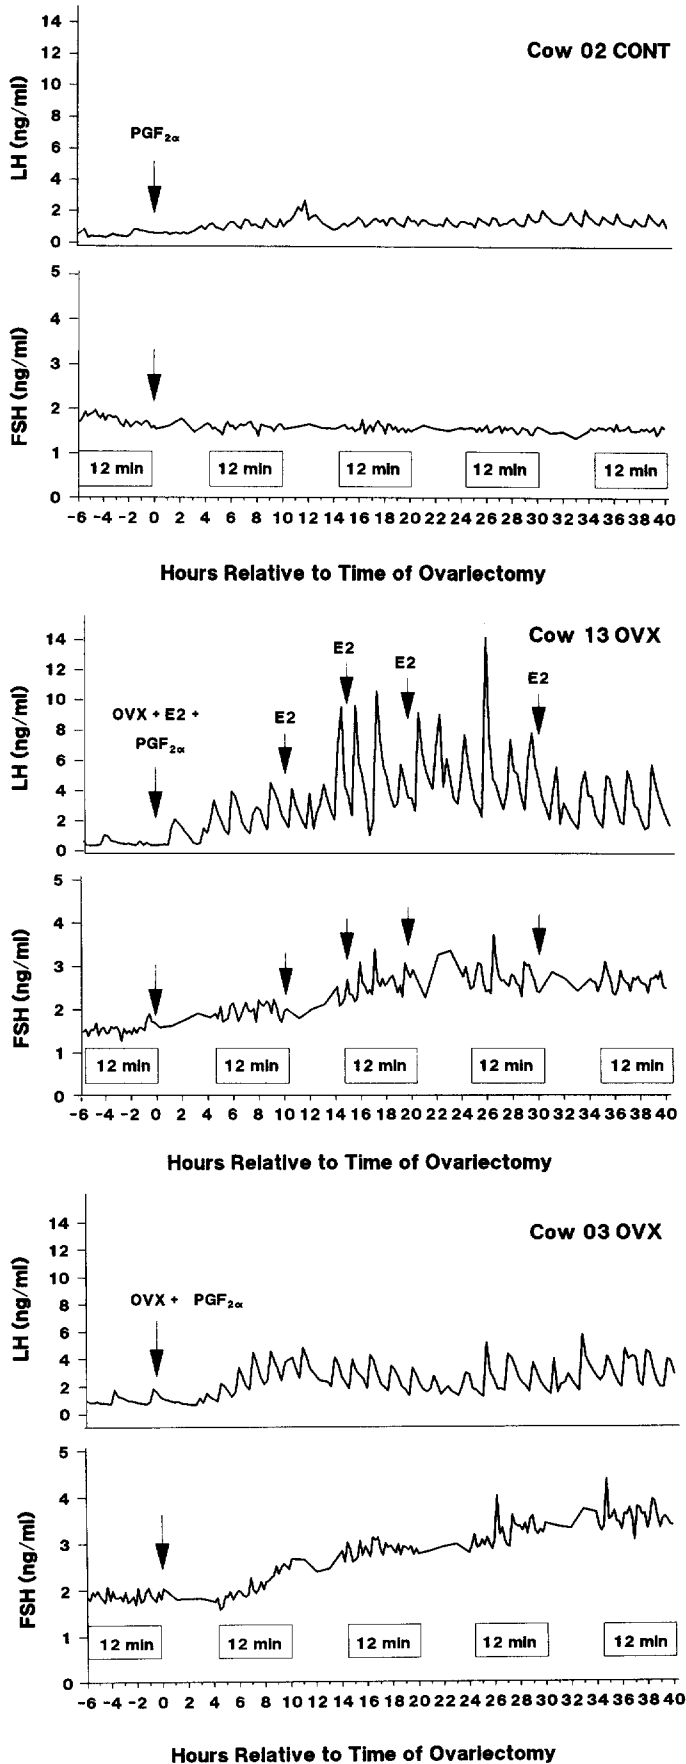 Cow 02 CONT
LH (ng/ml)
14
12
10
8
6
4
2
0
PGF2α
FSH (ng/ml)
5
4
3
2
1
0
12 min 12 min 12 min 12 min 12 min
-6 -4 -2 0 2 4 6 8 10 12 14 16 18 20 22 24 26 28 30 32 34 36 38 40
Hours Relative to Time of Ovariectomy
Cow 13 OVX
LH (ng/ml)
14
12
10
8
6
4
2
0
OVX + E2 +
PGF2α
E2
E2
E2
E2
FSH (ng/ml)
5
4
3
2
1
0
12 min 12 min 12 min 12 min 12 min
-6 -4 -2 0 2 4 6 8 10 12 14 16 18 20 22 24 26 28 30 32 34 36 38 40
Hours Relative to Time of Ovariectomy
Cow 03 OVX
LH (ng/ml)
14
12
10
8
6
4
2
0
OVX + PGF2α
FSH (ng/ml)
5
4
3
2
1
0
12 min 12 min 12 min 12 min 12 min
-6 -4 -2 0 2 4 6 8 10 12 14 16 18 20 22 24 26 28 30 32 34 36 38 40
Hours Relative to Time of Ovariectomy